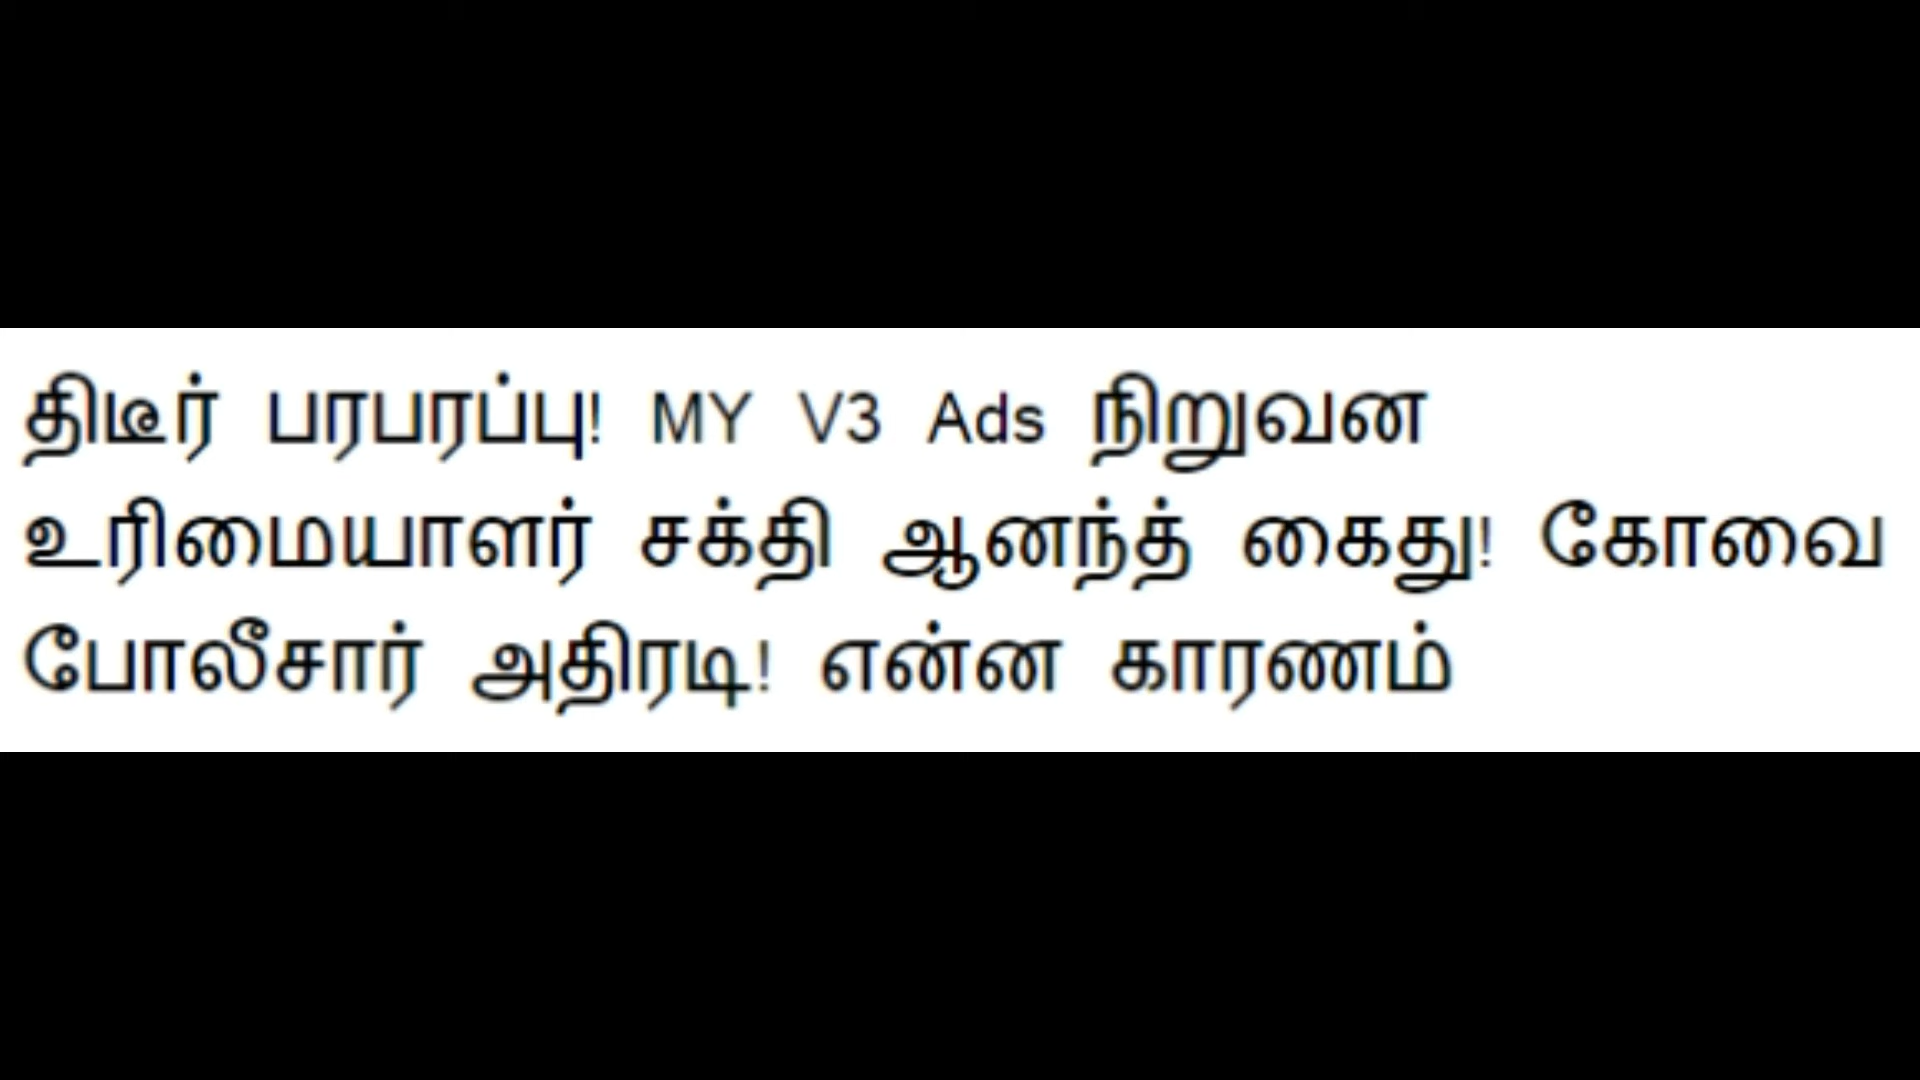 திடீர் பரபரப்பு! MY V3 Ads நிறுவன
உரிமையாளர் சக்தி ஆனந்த் கைது! கோவை
போலீசார் அதிரடி! என்ன காரணம்